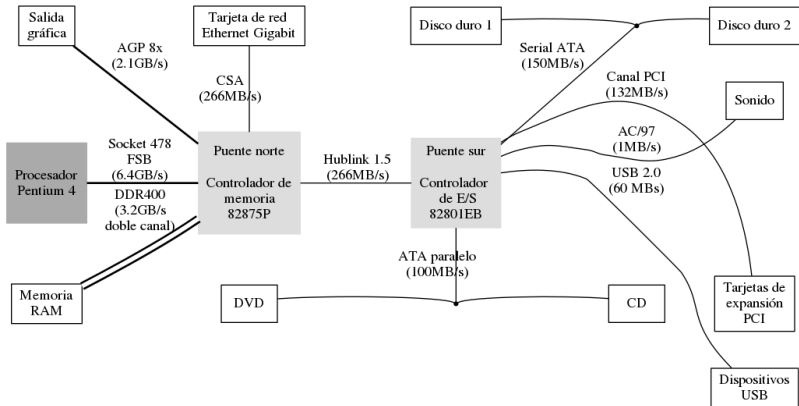 Salida
gráfica
Tarjeta de red
Ethernet Gigabit
Disco duro 1
Disco duro 2
AGP 8x
(2.1GB/s)
CSA
(266MB/s)
Serial ATA
(150MB/s)
Canal PCI
(132MB/s)
Sonido
AC/97
(1MB/s)
USB 2.0
(60 MBs)
Procesador
Pentium 4
Socket 478
FSB
(6.4GB/s)
DDR400
(3.2GB/s
doble canal)
Puente norte
Controlador de
memoria
82875P
Hublink 1.5
(266MB/s)
Puente sur
Controlador
de E/S
82801EB
ATA paralelo
(100MB/s)
Memoria
RAM
DVD
CD
Tarjetas de
expansión
PCI
Dispositivos
USB